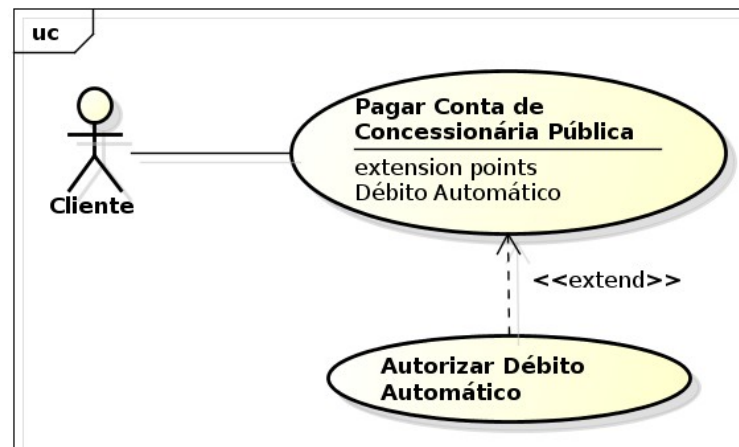 uc
Pagar Conta de
Concessionária Pública
extension points
Débito Automático
Cliente
<<extend>>
Autorizar Débito
Automático